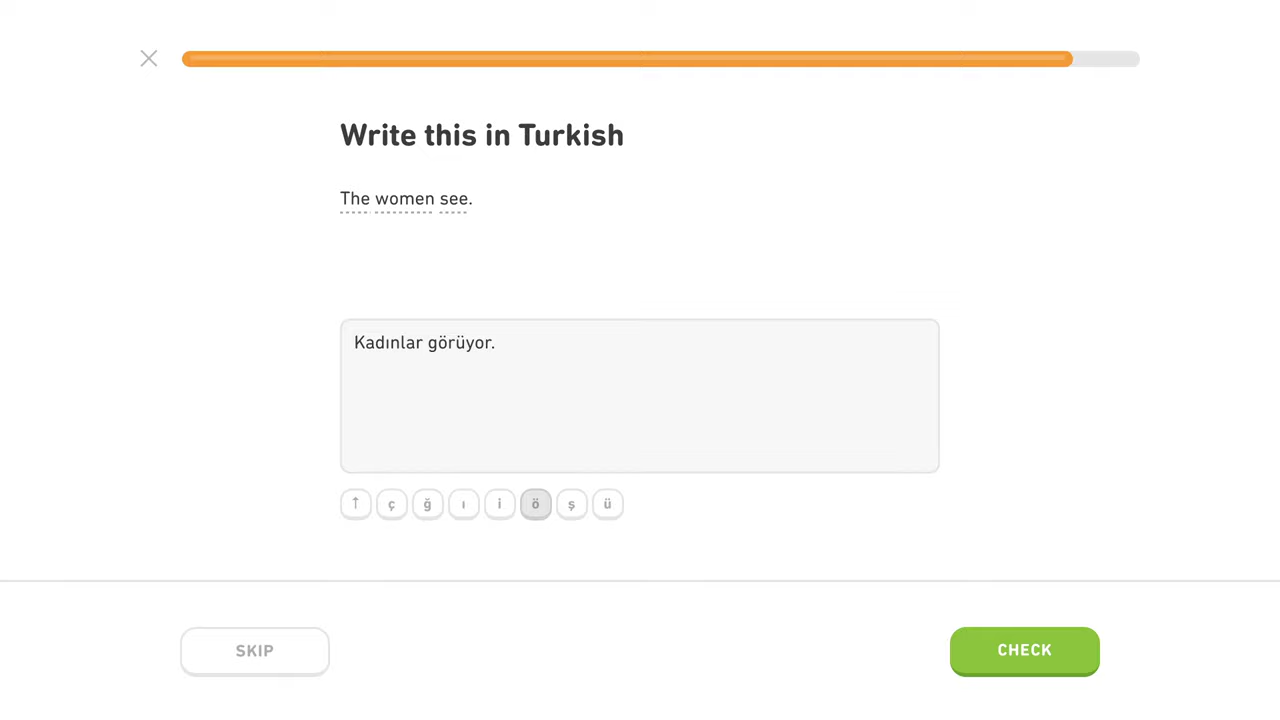 Write this in Turkish
The women see.
Kadınlar görüyor.
↑ ç ğ ı i ö ş ü
SKIP
CHECK